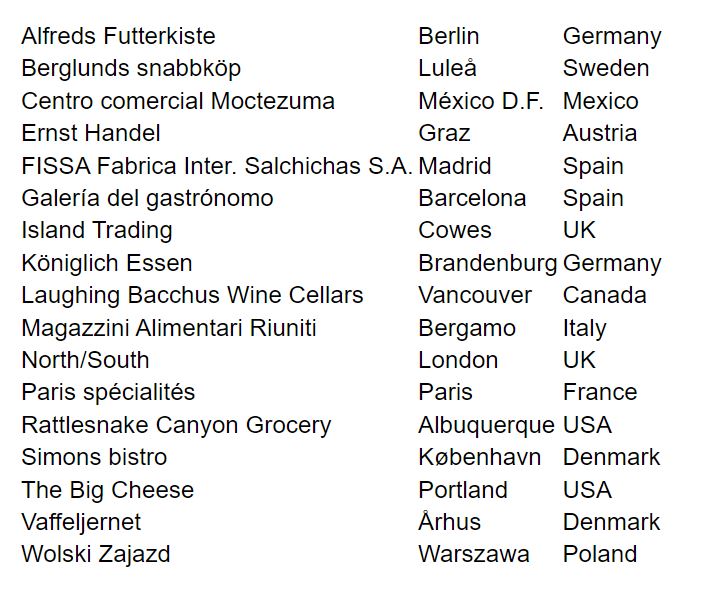 Alfreds Futterkiste Berlin Germany
Berglunds snabbköp Luleå Sweden
Centro comercial Moctezuma México D.F. Mexico
Ernst Handel Graz Austria
FISSA Fabrica Inter. Salchichas S.A. Madrid Spain
Galería del gastrónomo Barcelona Spain
Island Trading Cowes UK
Königlich Essen Brandenburg Germany
Laughing Bacchus Wine Cellars Vancouver Canada
Magazzini Alimentari Riuniti Bergamo Italy
North/South London UK
Paris spécialités Paris France
Rattlesnake Canyon Grocery Albuquerque USA
Simons bistro København Denmark
The Big Cheese Portland USA
Vaffeljernet Århus Denmark
Wolski Zajazd Warszawa Poland